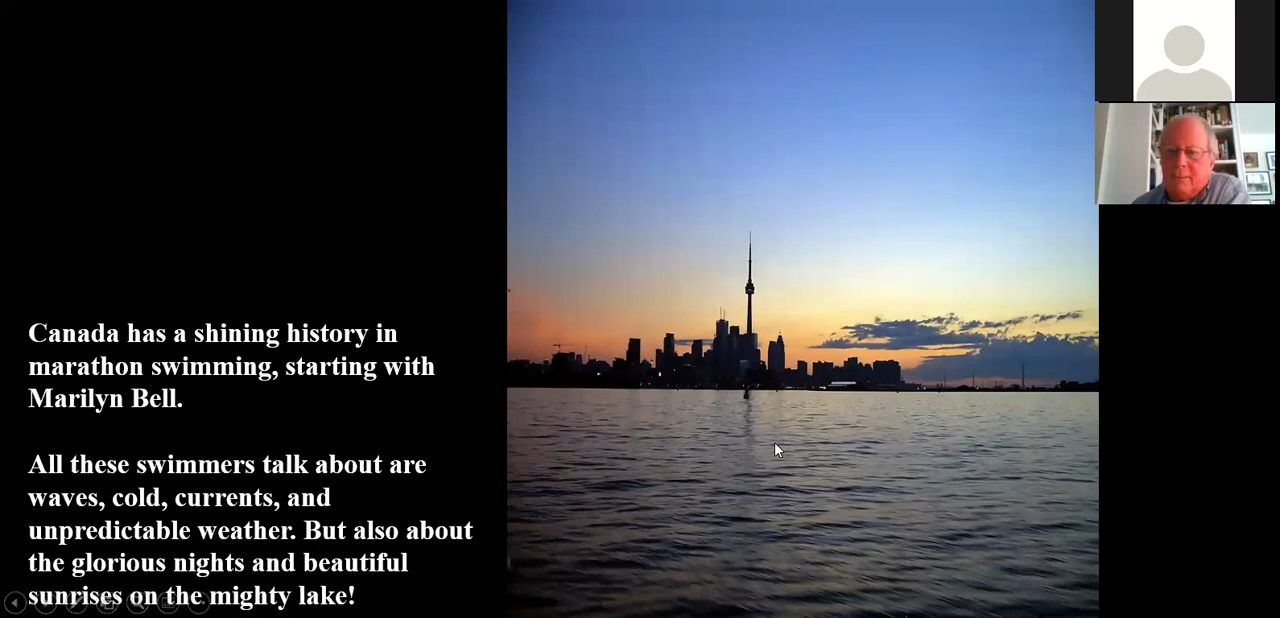 Canada has a shining history in
marathon swimming, starting with
Marilyn Bell.
All these swimmers talk about are
waves, cold, currents, and
unpredictable weather. But also about
the glorious nights and beautiful
sunrises on the mighty lake!